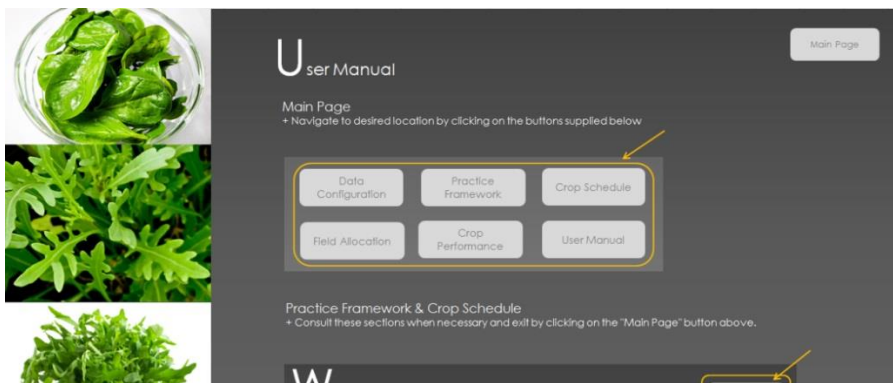 User Manual
Main Page
Main Page
+ Navigate to desired location by clicking on the buttons supplied below
Data
Configuration
Practice
Framework
Crop Schedule
Field Allocation
Crop
Performance
User Manual
Practice Framework & Crop Schedule
+ Consult these sections when necessary and exit by clicking on the "Main Page" button above.